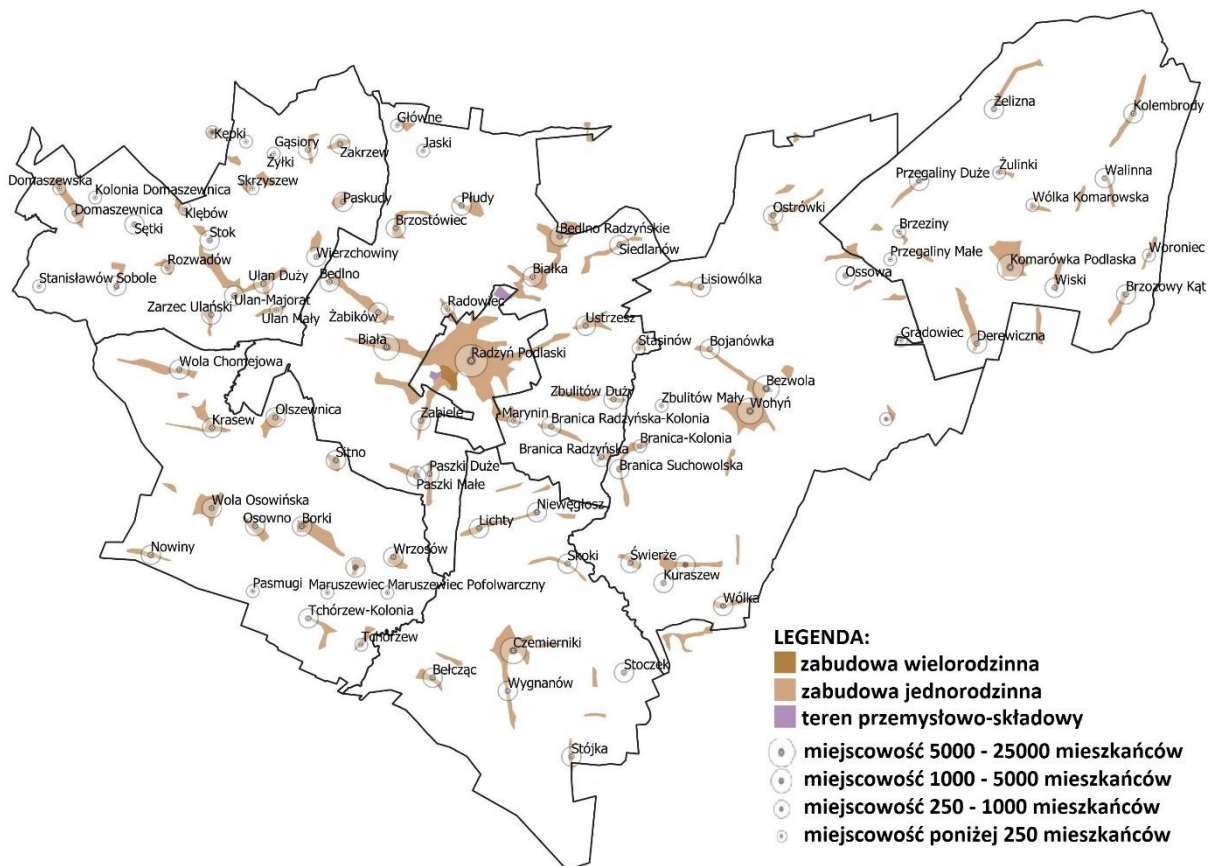 Główne
Jaski
Kępki
Gąsiory
Żyłki
Zakrzew
Skrzyszew
Domaszewska
Kolonia Domaszewnica
Domaszewnica
Sętki
Klębów
Stok
Paskudy
Płudy
Brzostówiec
Wierzchowiny
Rozwadów
Stanisławów Sobole
Ulan Duży
Ulan-Majorat
Ulan Mały
Zarzec Ulański
Bedlno
Żabików
Bedlno Radzyńskie
Siedlanów
Białka
Radowiec
Biała
Radzyń Podlaski
Ustrzesz
Stasinów
Lisiowólka
Ostrówki
Ossowa
Żelizna
Kolembrody
Przegaliny Duże
Żulinki
Walinna
Wólka Komarowska
Brzeziny
Przegaliny Małe
Komarówka Podlaska
Woroniec
Wiski
Brzozowy Kąt
Gradowiec
Derewiczna
Bojanówka
Bezwola
Wohyń
Zbulitów Duży
Zbulitów Mały
Wola Chomejowa
Krasew
Olszewnica
Sitno
Zabiele
Marynin
Branica Radzyńska-Kolonia
Branica-Kolonia
Branica Radzyńska
Branica Suchowolska
Paszki Duże
Paszki Małe
Wola Osowińska
Osowno
Borki
Nowiny
Wrzosów
Lichty
Niewęgłosz
Skoki
Świerże
Kuraszew
Wólka
Pasmugi
Maruszewiec
Maruszewiec Pofolwarczny
Tchórzew-Kolonia
Tchórzew
Czemierniki
Bełcząc
Wygnanów
Stoczek
Stójka
LEGENDA:
zabudowa wielorodzinna
zabudowa jednorodzinna
teren przemysłowo-składowy
miejscowość 5000 - 25000 mieszkańców
miejscowość 1000 - 5000 mieszkańców
miejscowość 250 - 1000 mieszkańców
miejscowość poniżej 250 mieszkańców